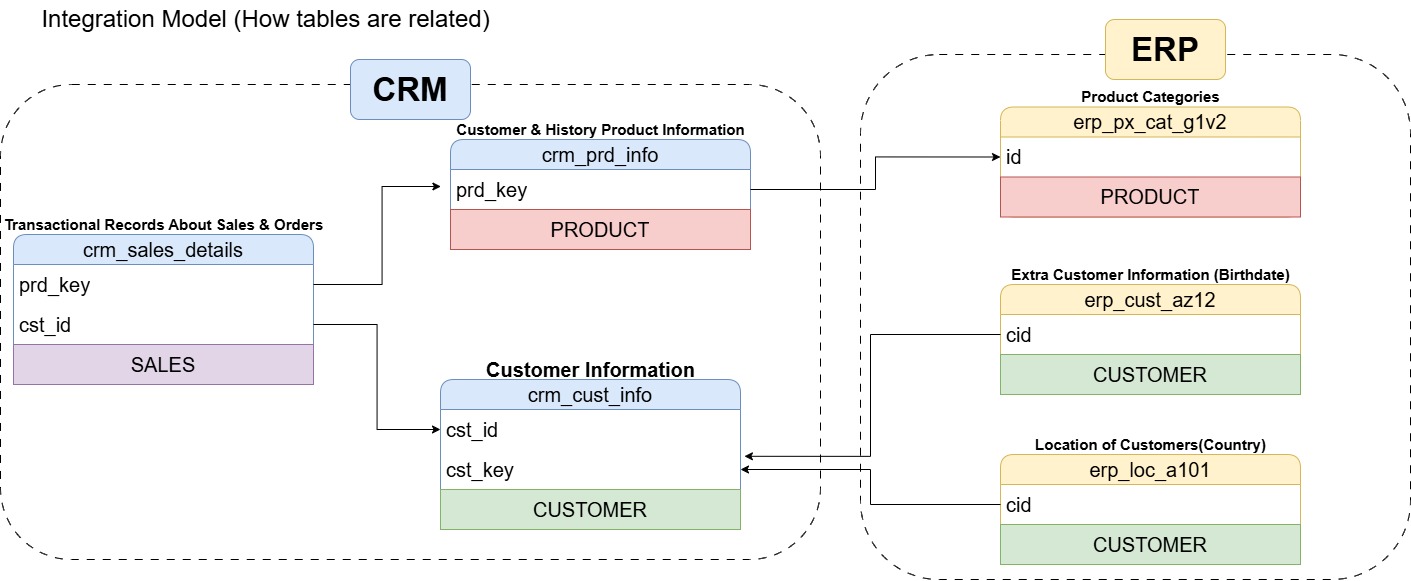 Integration Model (How tables are related)
CRM
ERP
Customer & History Product Information
crm_prd_info
prd_key
PRODUCT
Transactional Records About Sales & Orders
crm_sales_details
prd_key
cst_id
SALES
Customer Information
crm_cust_info
cst_id
cst_key
CUSTOMER
Product Categories
erp_px_cat_g1v2
id
PRODUCT
Extra Customer Information (Birthdate)
erp_cust_az12
cid
CUSTOMER
Location of Customers(Country)
erp_loc_a101
cid
CUSTOMER